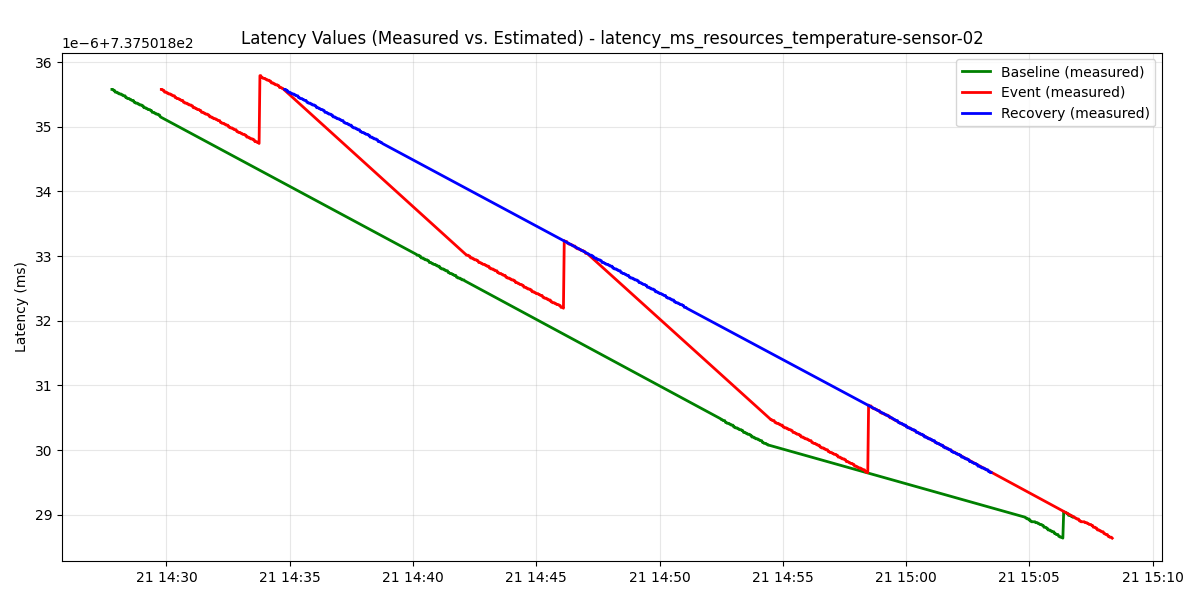 Latency Values (Measured vs. Estimated) - latency_ms_resources_temperature-sensor-02
1e−6+7.375018e2
Baseline (measured)
Event (measured)
Recovery (measured)
Latency (ms)
36
35
34
33
32
31
30
29
21 14:30
21 14:35
21 14:40
21 14:45
21 14:50
21 14:55
21 15:00
21 15:05
21 15:10